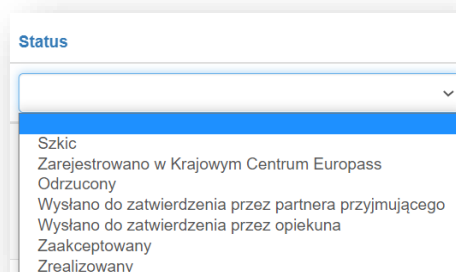 Status
Szkic
Zarejestrowano w Krajowym Centrum Europass
Odrzucony
Wysłano do zatwierdzenia przez partnera przyjmującego
Wysłano do zatwierdzenia przez opiekuna
Zaakceptowany
Zrealizowany